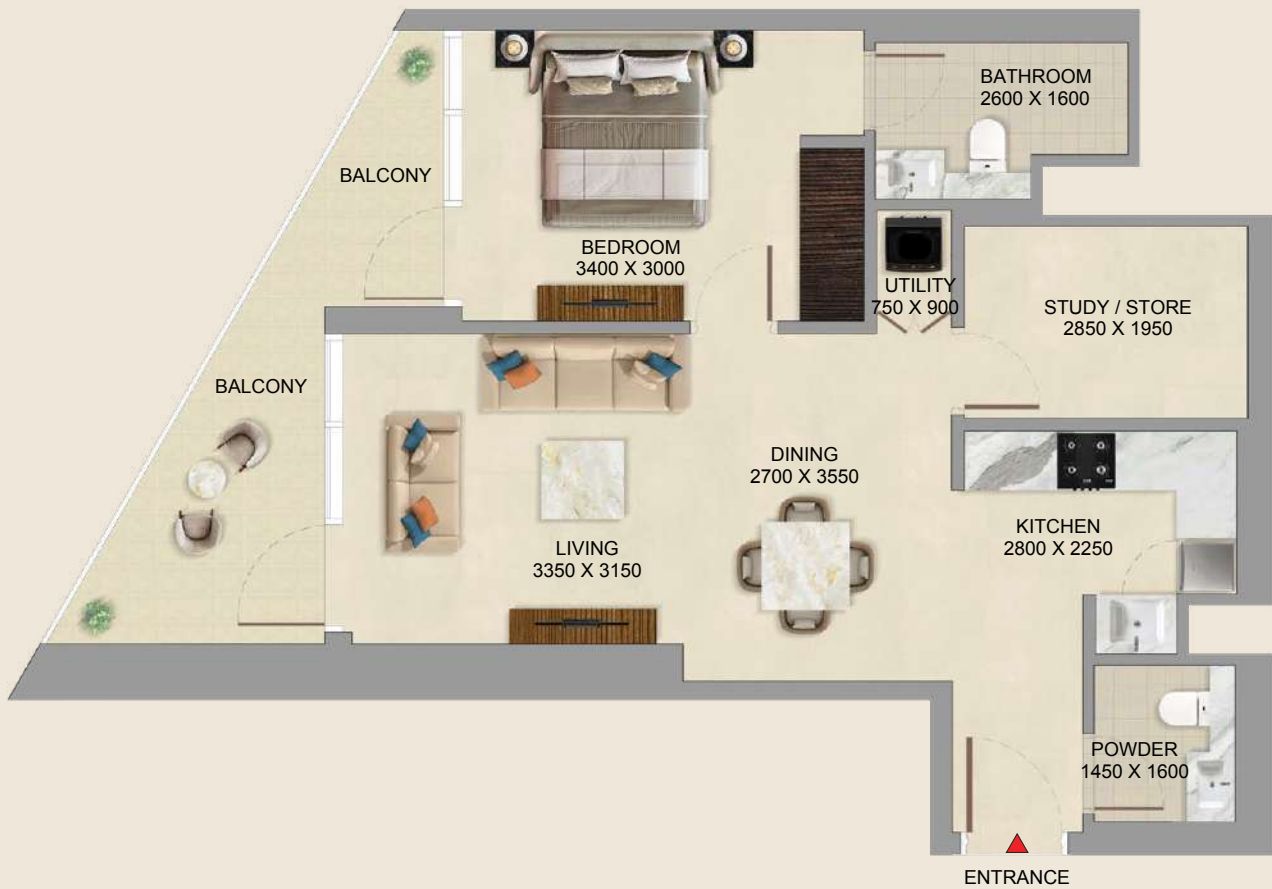 BATHROOM
2600 X 1600
BALCONY
BEDROOM
3400 X 3000
UTILITY
750 X 900
STUDY / STORE
2850 X 1950
BALCONY
DINING
2700 X 3550
LIVING
3350 X 3150
KITCHEN
2800 X 2250
POWDER
1450 X 1600
ENTRANCE